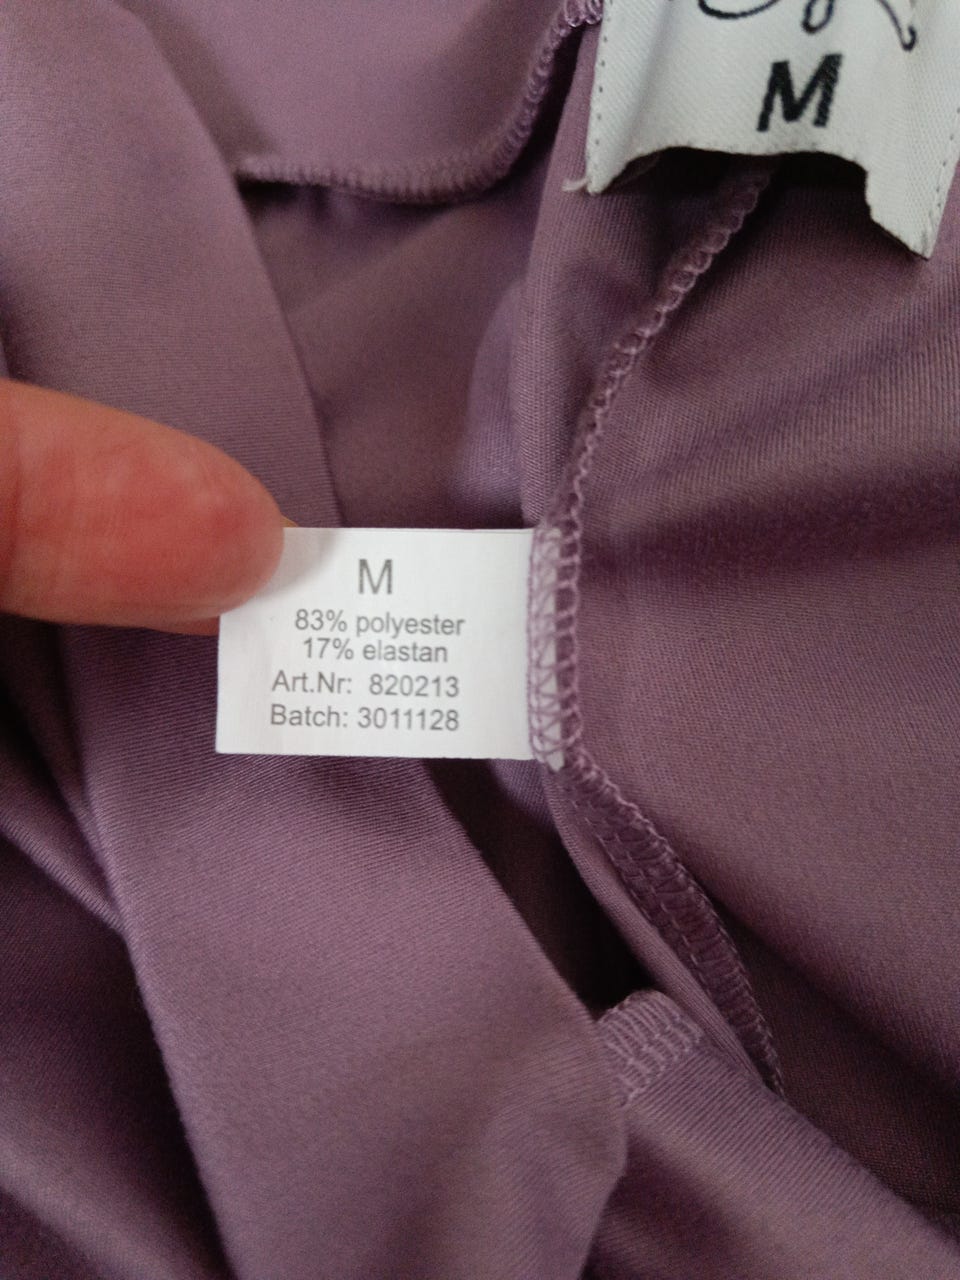 M
M
83% polyester
17% elastan
Art.Nr: 820213
Batch: 3011128